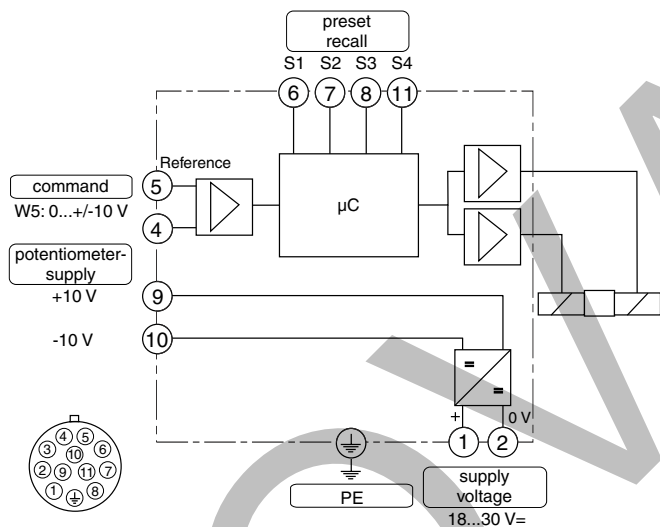 preset
recall
S1 S2 S3 S4
6 7 8 11
Reference
5
command
W5: 0...+/-10 V
4
µC
potentiometer-
supply
+10 V
9
-10 V
10
=
=
+ 0 V
1 2
4 5
3 10 6
2 9 11 7
1 8
PE
supply
voltage
18...30 V=